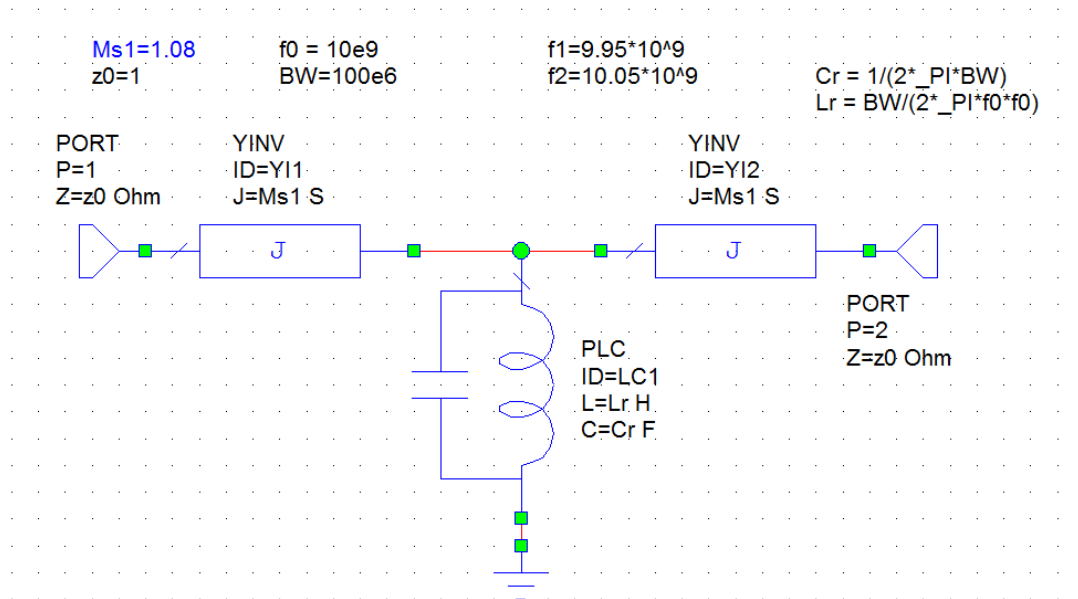 Ms1=1.08
z0=1
f0 = 10e9
BW=100e6
f1=9.95*10^9
f2=10.05*10^9
Cr = 1/(2*_PI*BW)
Lr = BW/(2*_PI*f0*f0)
PORT
P=1
Z=z0 Ohm
YINV
ID=YI1
J=Ms1 S
J
YINV
ID=YI2
J=Ms1 S
J
PORT
P=2
Z=z0 Ohm
PLC
ID=LC1
L=Lr H
C=Cr F